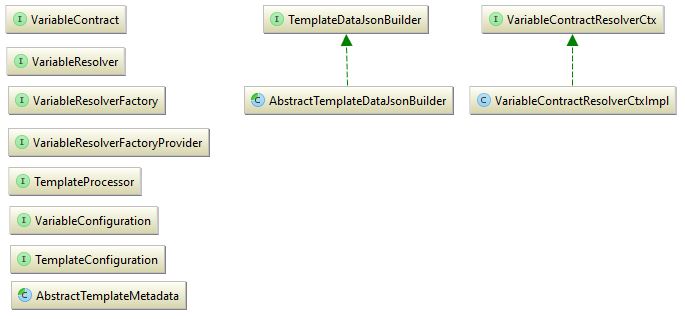 I VariableContract
I TemplateDataJsonBuilder
I VariableContractResolverCtx
I VariableResolver
I VariableResolverFactory
C AbstractTemplateDataJsonBuilder
C VariableContractResolverCtxImpl
I VariableResolverFactoryProvider
I TemplateProcessor
I VariableConfiguration
I TemplateConfiguration
C AbstractTemplateMetadata